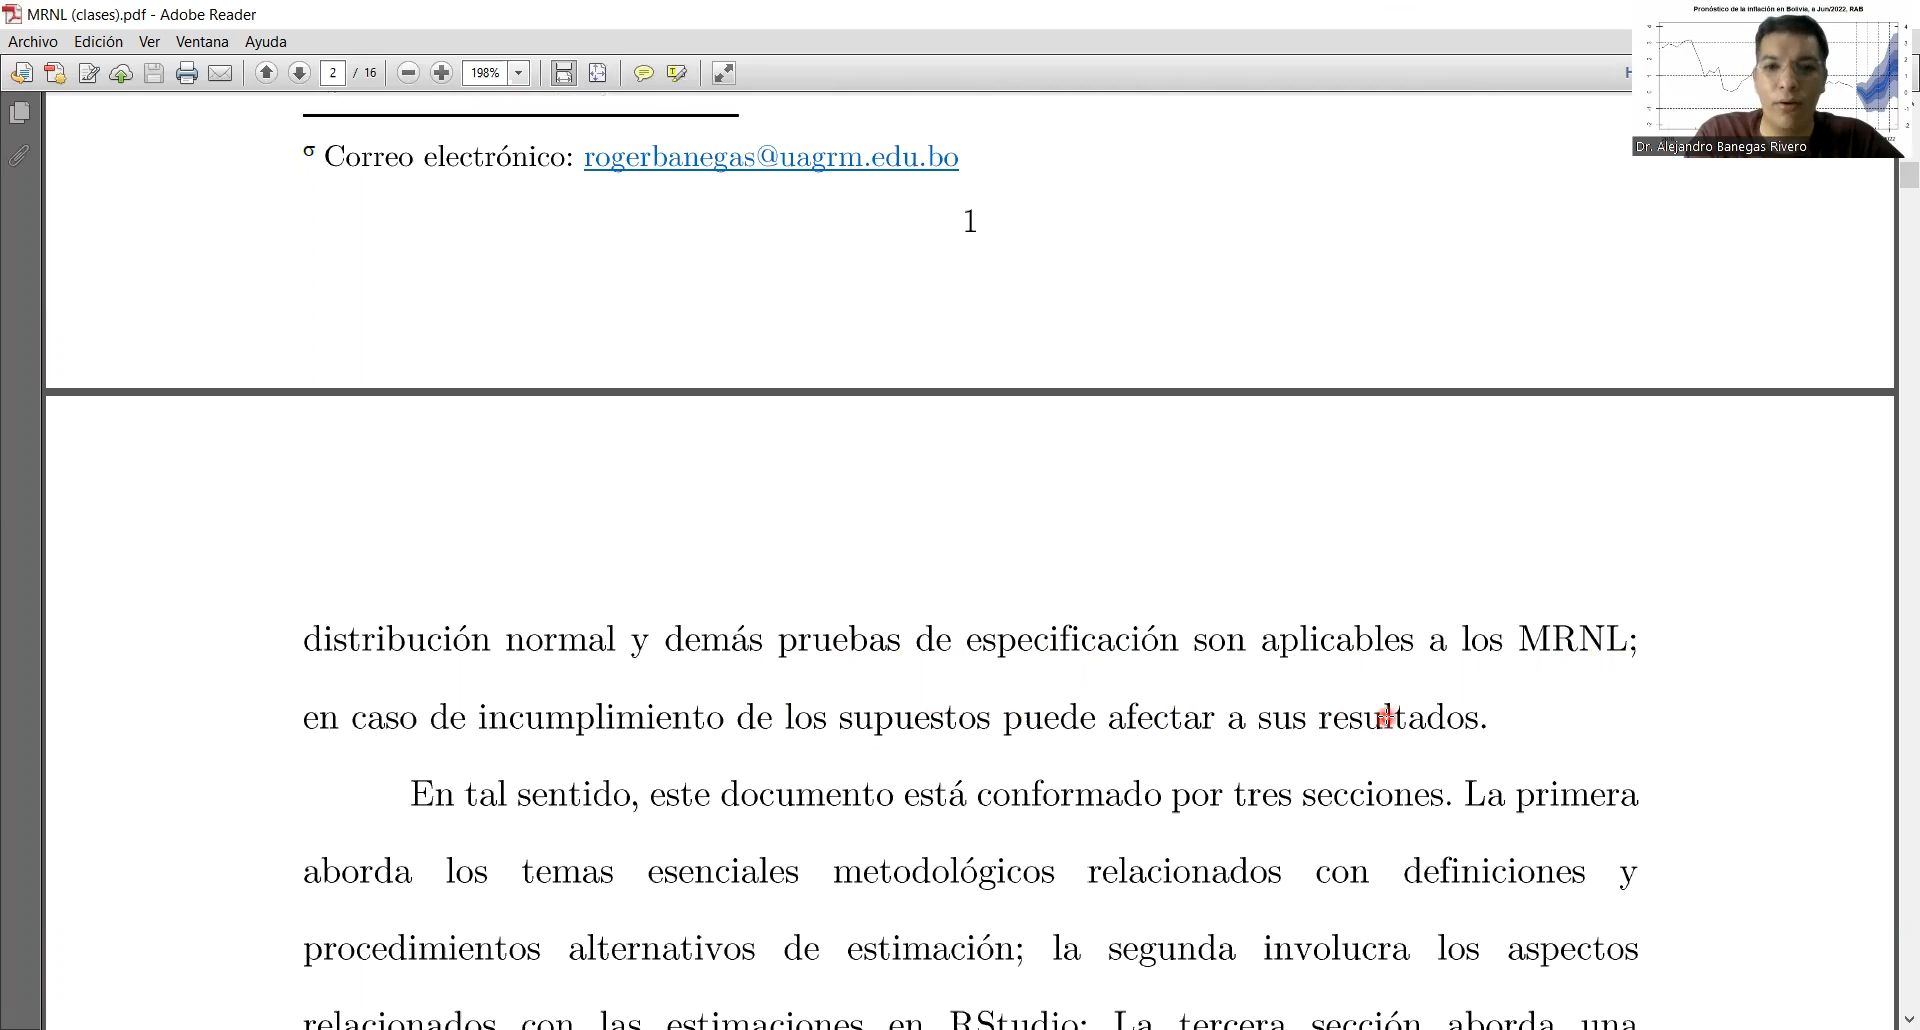 MRNL (clases).pdf - Adobe Reader
Archivo Edición Ver Ventana Ayuda
2 / 16 198%
Pronóstico de la inflación en Bolivia, a Jun/2022, RAB
Dr. Alejandro Banegas Rivero
σ Correo electrónico: rogerbanegas@uagrm.edu.bo
1
distribución normal y demás pruebas de especificación son aplicables a los MRNL;
en caso de incumplimiento de los supuestos puede afectar a sus resultados.
En tal sentido, este documento está conformado por tres secciones. La primera
aborda los temas esenciales metodológicos relacionados con definiciones y
procedimientos alternativos de estimación; la segunda involucra los aspectos
relacionados con las estimaciones en RStudio; La tercera sección aborda una